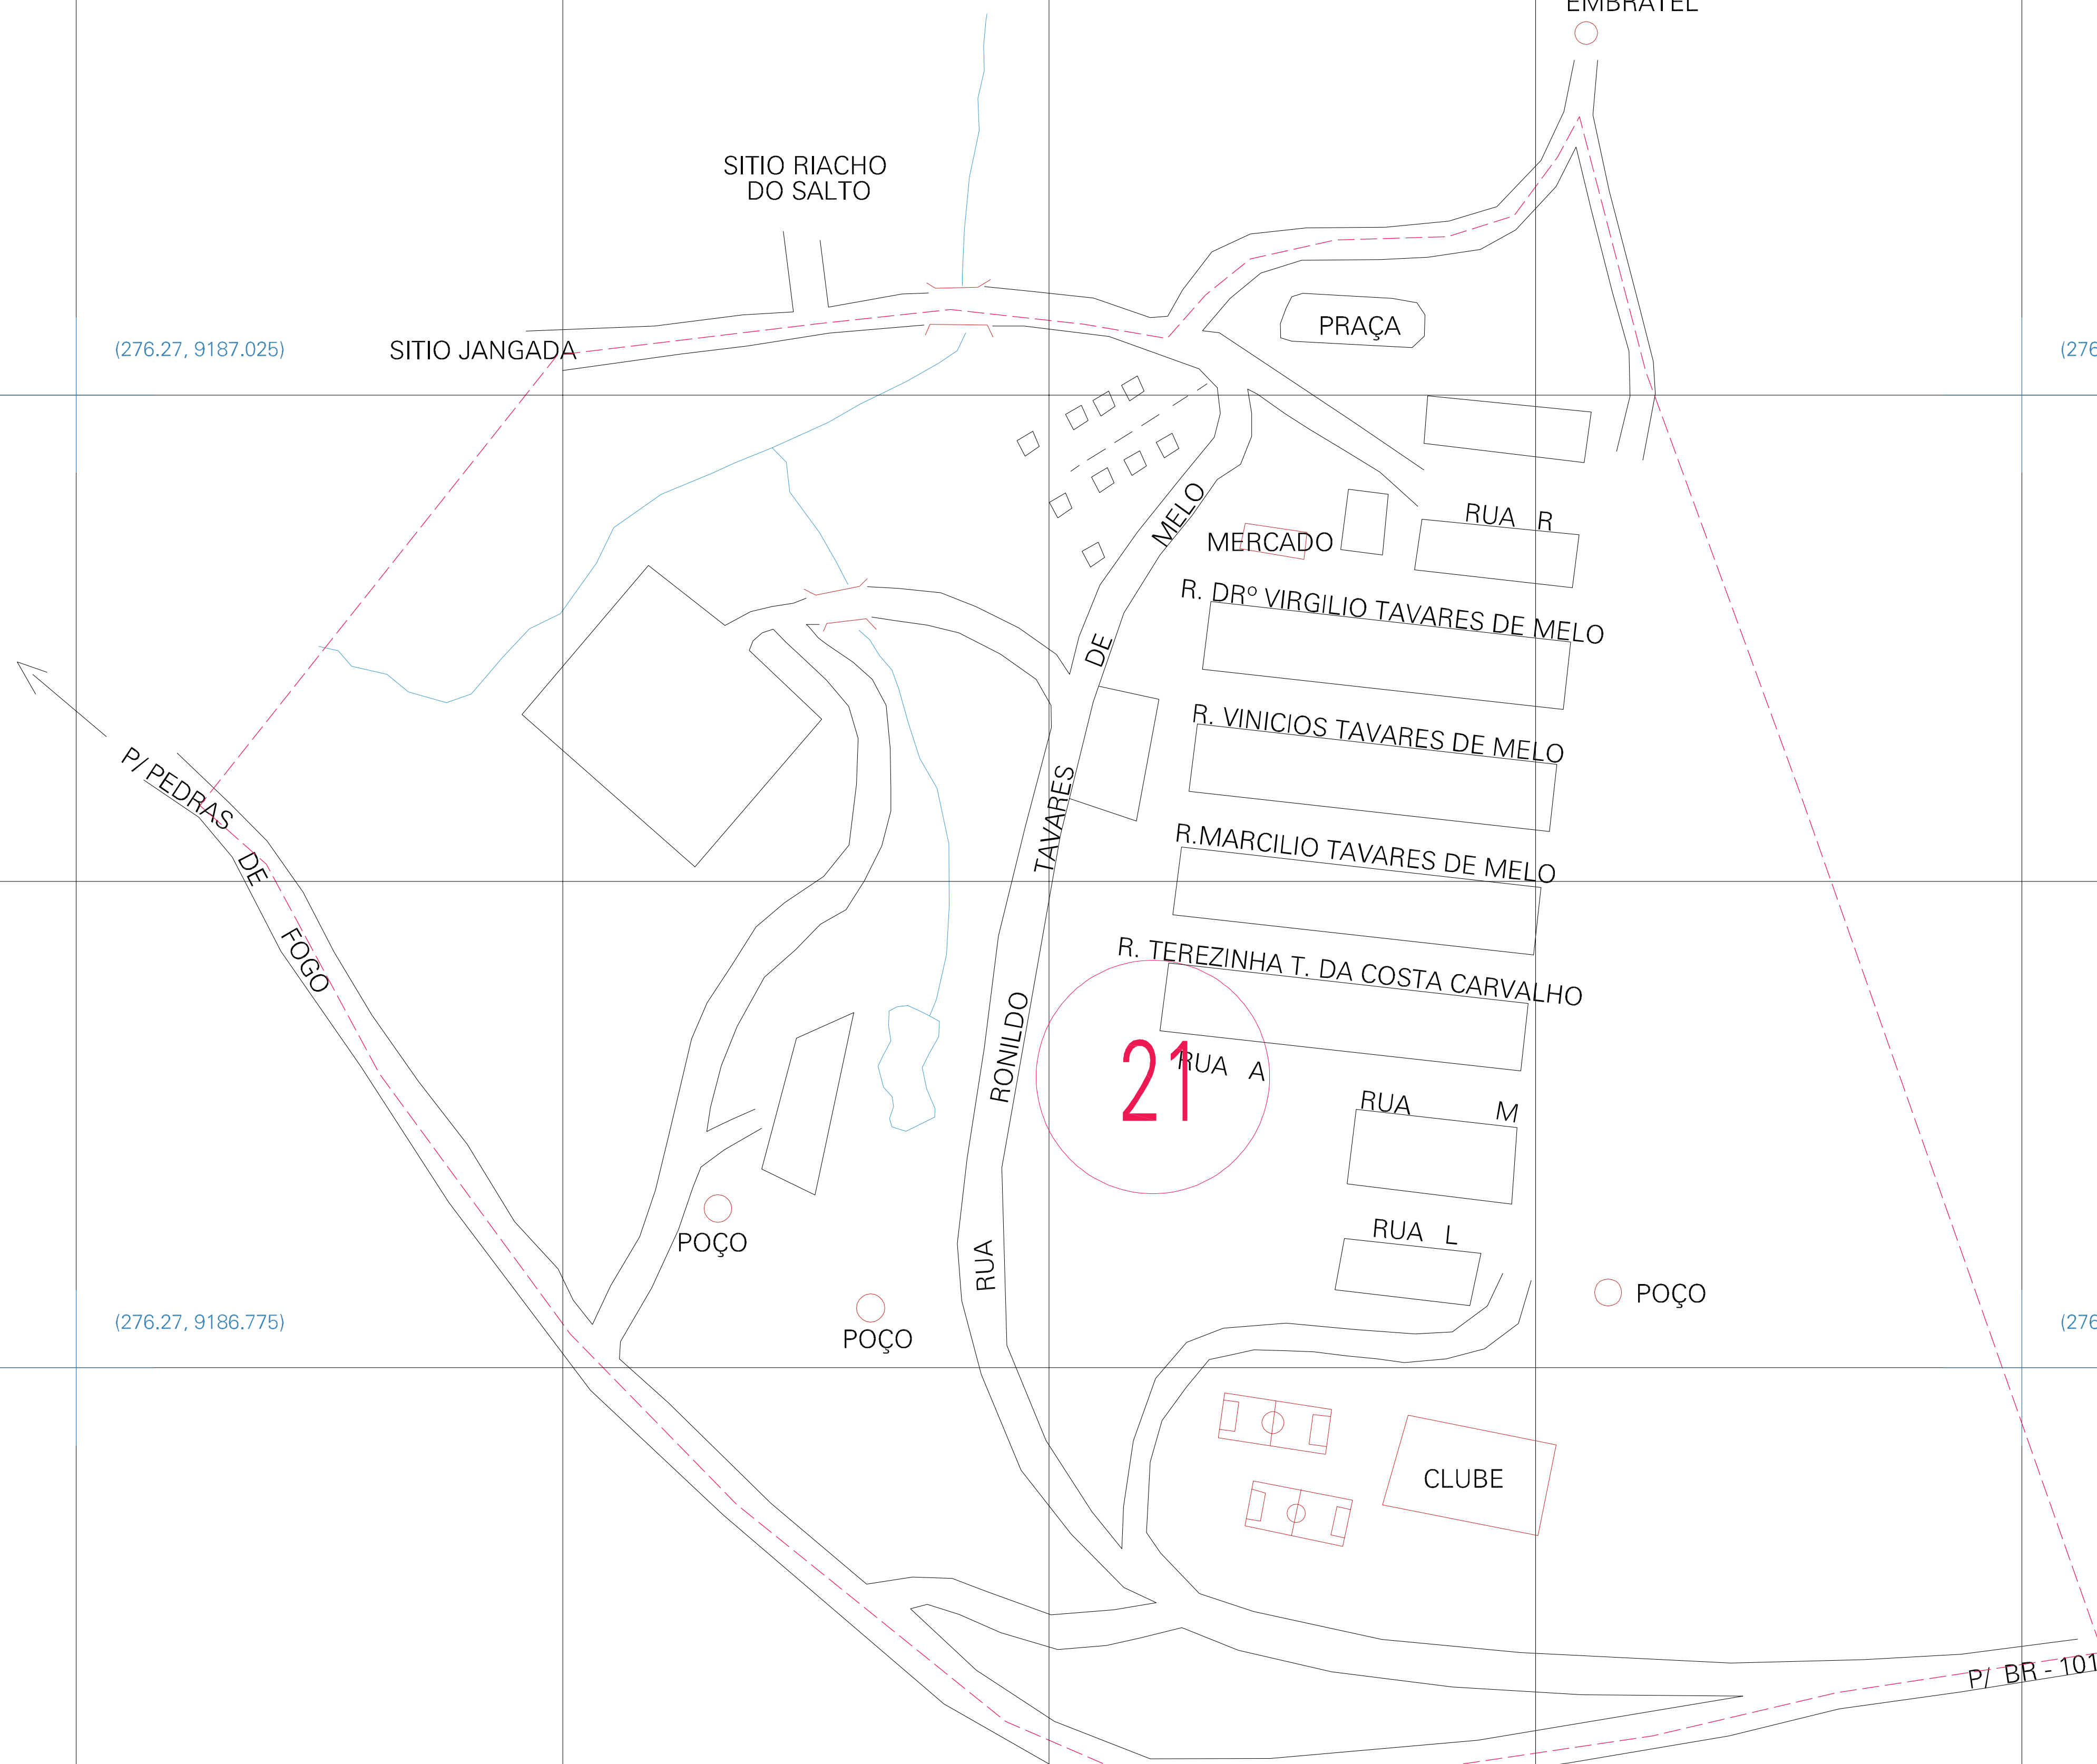 EMBRATEL
SITIO RIACHO
DO SALTO
PRAÇA
(276.27, 9187.025)
SITIO JANGADA
(276
RUA R
MERCADO
R. DRº VIRGILIO TAVARES DE MELO
R. VINICIOS TAVARES DE MELO
P/ PEDRAS DE FOGO
R.MARCILIO TAVARES DE MELO
R. TEREZINHA T. DA COSTA CARVALHO
RUA RONILDO TAVARES DE MELO
21
RUA A
RUA M
RUA L
POÇO
POÇO
POÇO
(276.27, 9186.775)
(276
CLUBE
P/ BR - 101